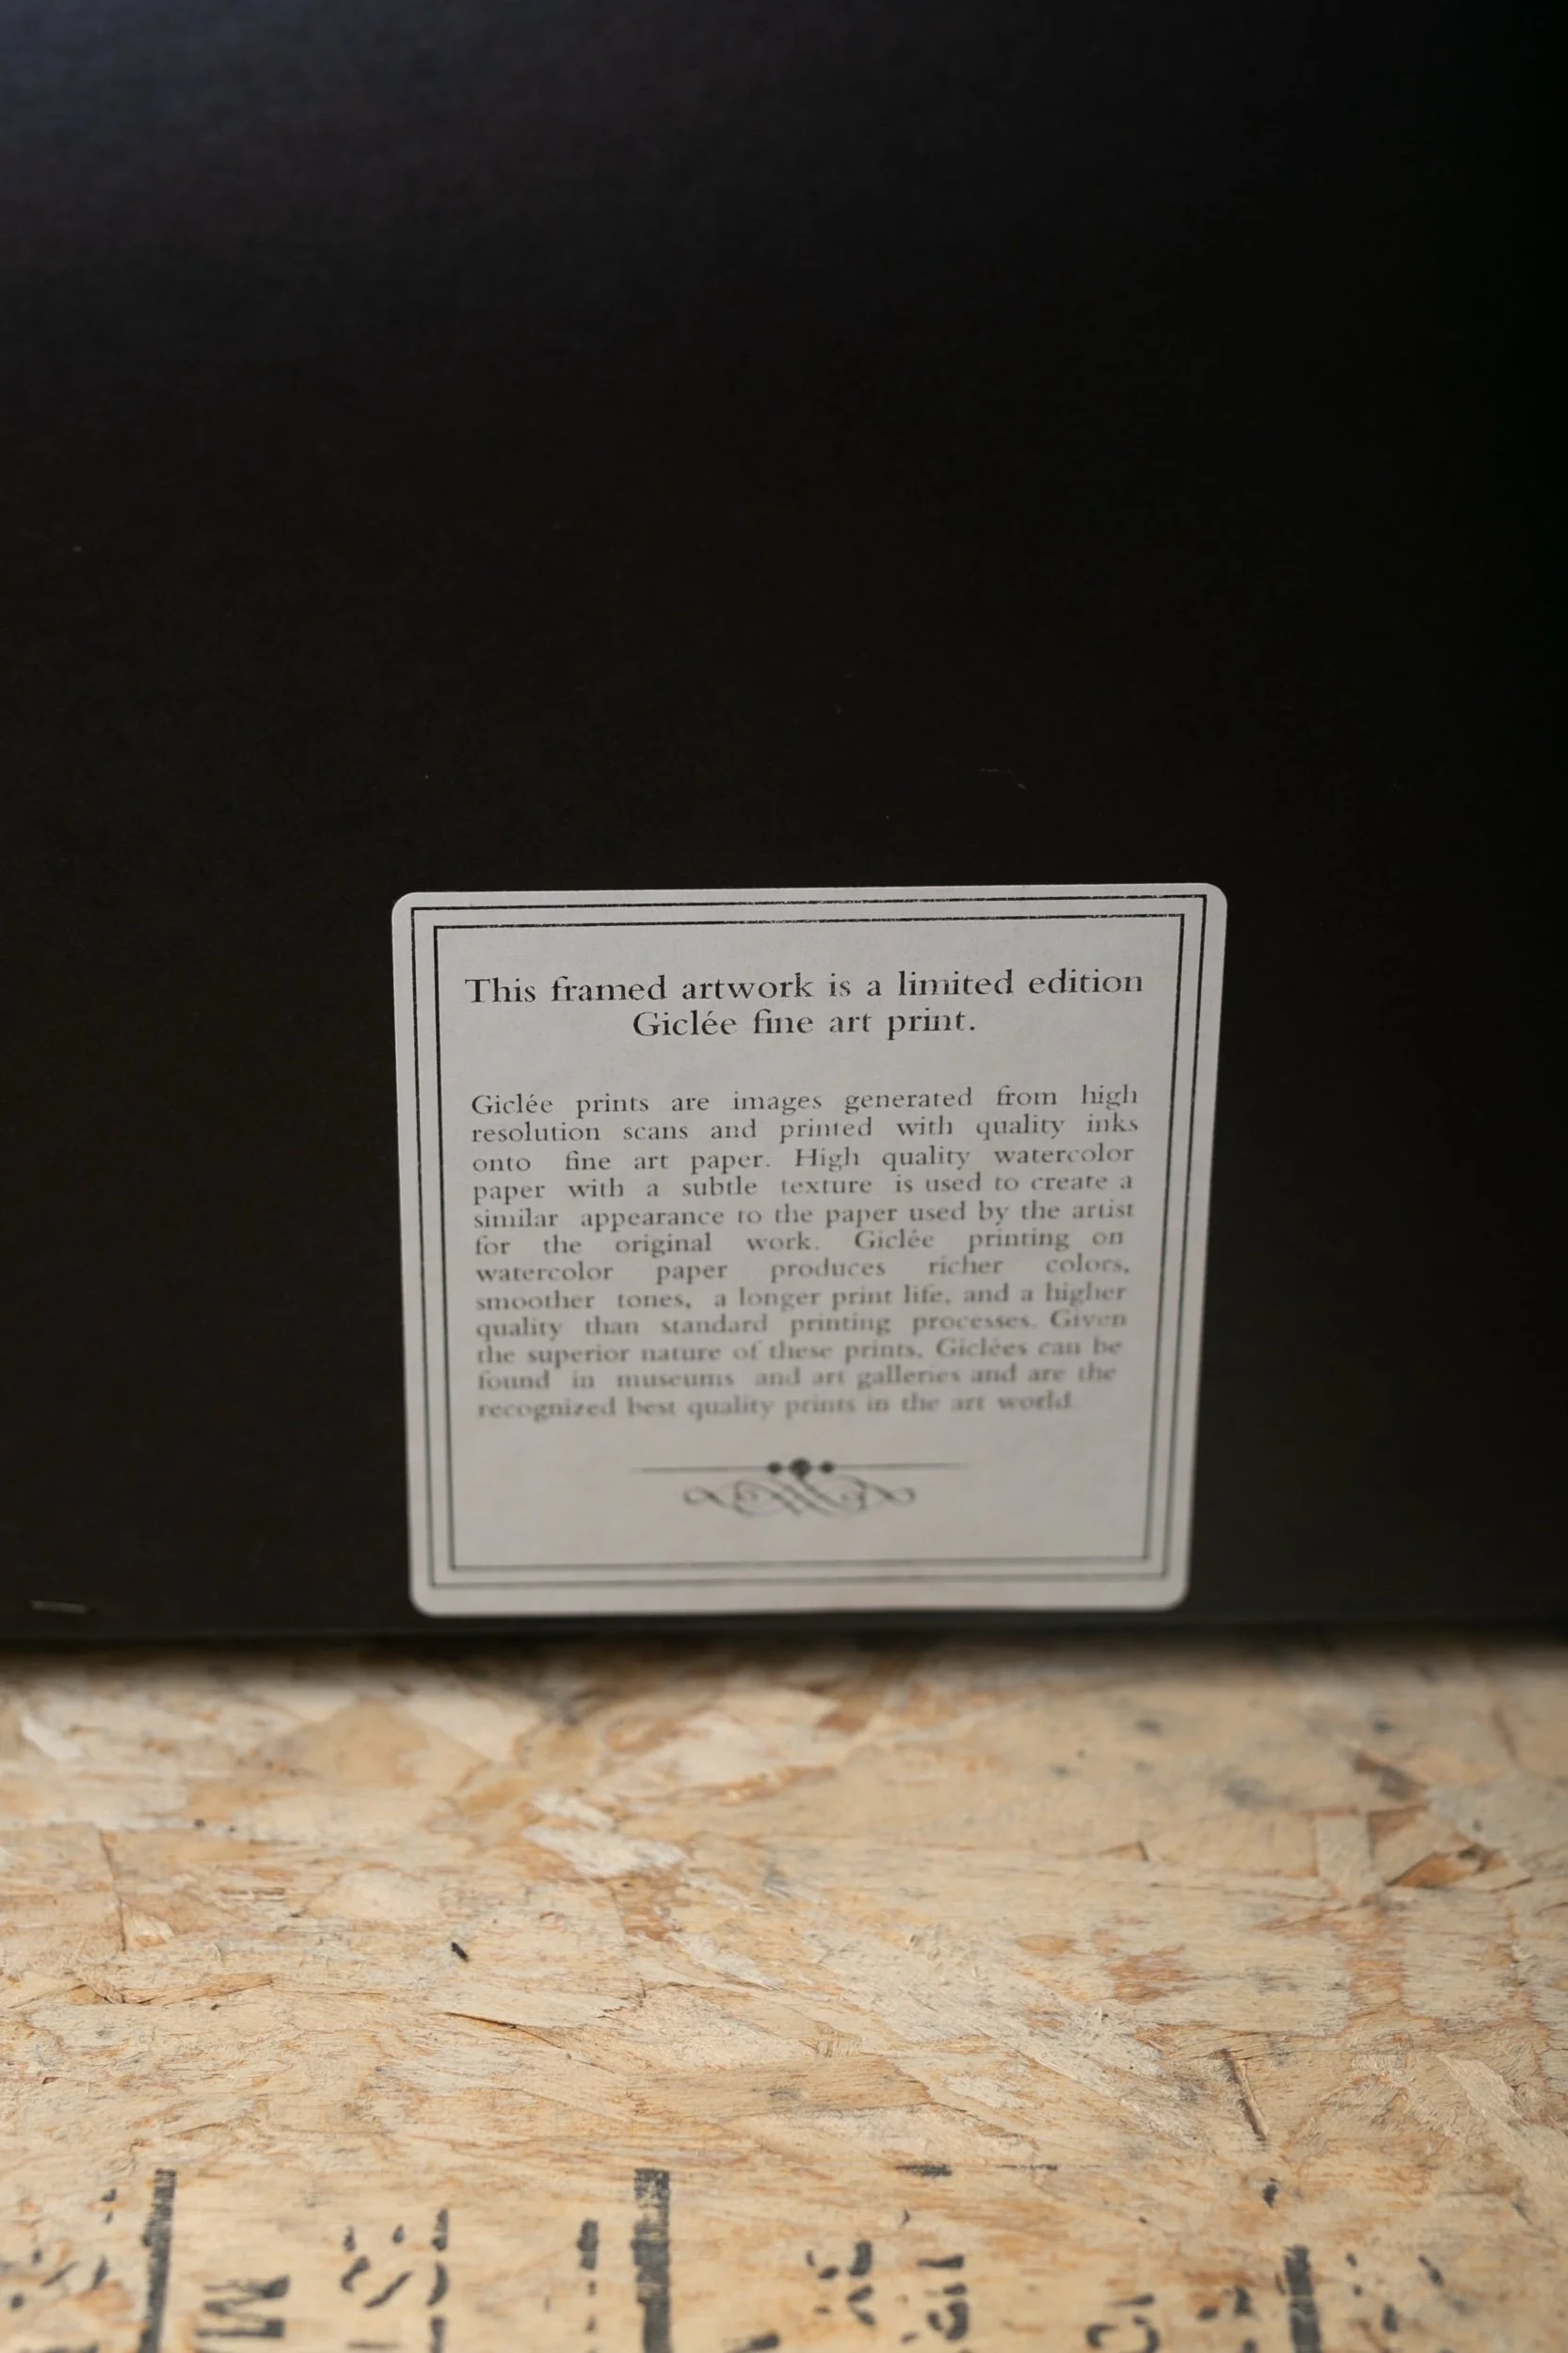 This framed artwork is a limited edition
Giclée fine art print.
Giclée prints are images generated from high
resolution scans and printed with quality inks
onto fine art paper. High quality watercolor
paper with a subtle texture is used to create a
similar appearance to the paper used by the artist
for the original work. Giclée printing on
watercolor paper produces richer colors,
smoother tones, a longer print life, and a higher
quality than standard printing processes. Given
the superior nature of these prints, Giclées can be
found in museums and art galleries and are the
recognized best quality prints in the art world.